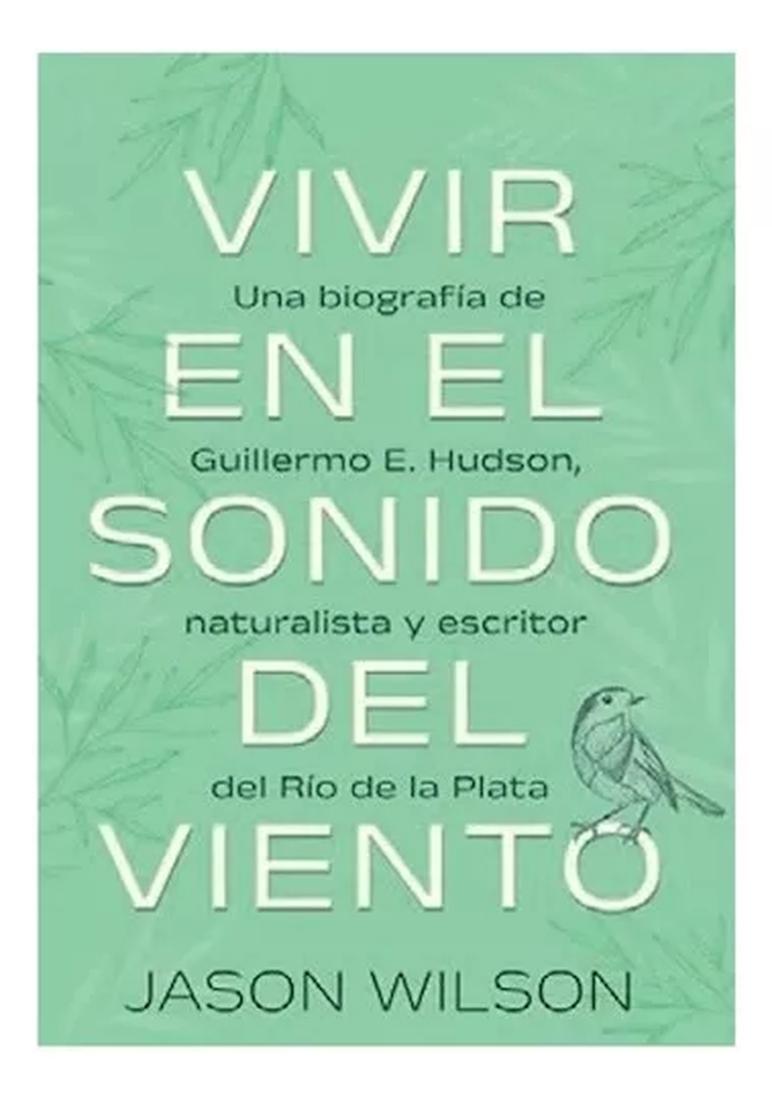 VIVIR
Una biografía de
EN EL
Guillermo E. Hudson,
SONIDO
naturalista y escritor
DEL
del Río de la Plata
VIENTO
JASON WILSON